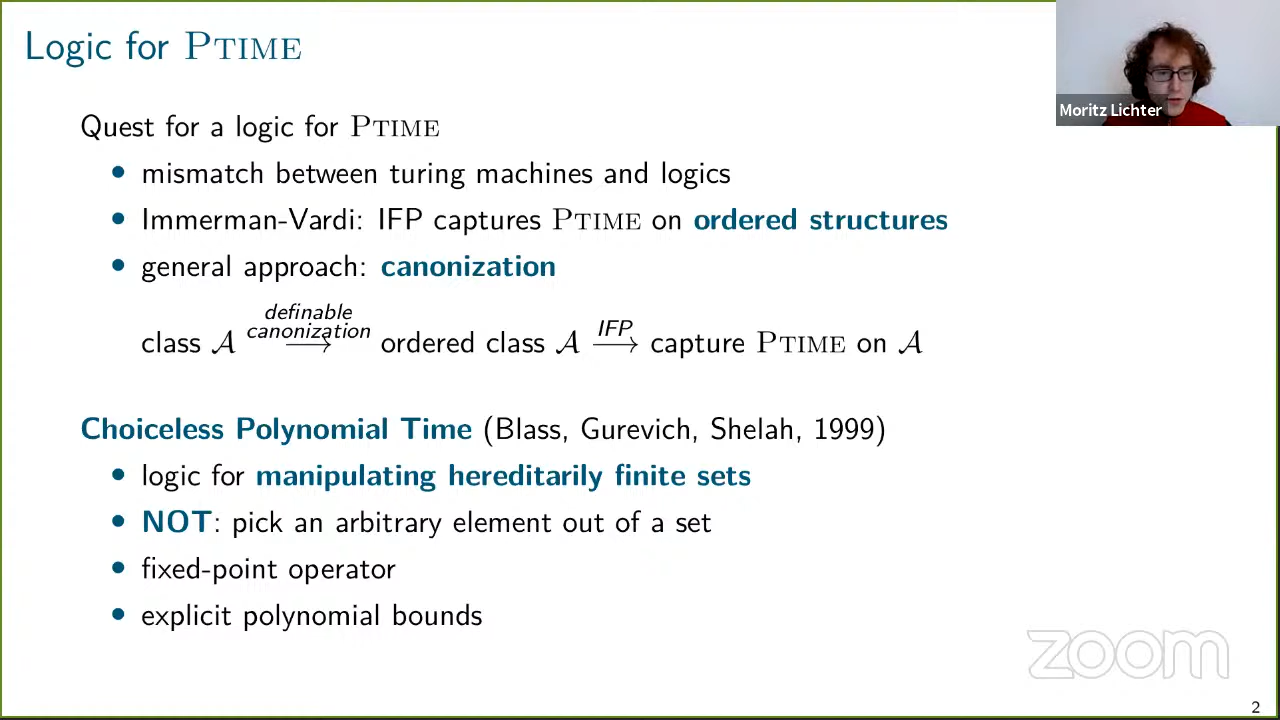 Logic for PTIME
Moritz Lichter
Quest for a logic for PTIME
• mismatch between turing machines and logics
• Immerman-Vardi: IFP captures PTIME on ordered structures
• general approach: canonization
class 𝒜 definable canonization ⟶ ordered class 𝒜 IFP ⟶ capture PTIME on 𝒜
Choiceless Polynomial Time (Blass, Gurevich, Shelah, 1999)
• logic for manipulating hereditarily finite sets
• NOT: pick an arbitrary element out of a set
• fixed-point operator
• explicit polynomial bounds
zoom
2